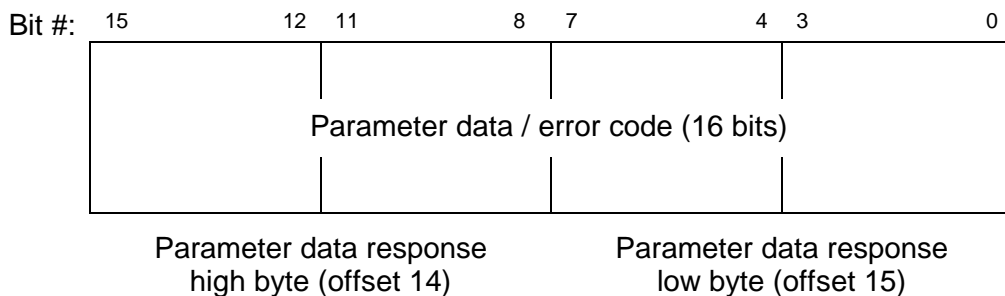 Bit #: 15 12 11 8 7 4 3 0
Parameter data / error code (16 bits)
Parameter data response
high byte (offset 14)
Parameter data response
low byte (offset 15)